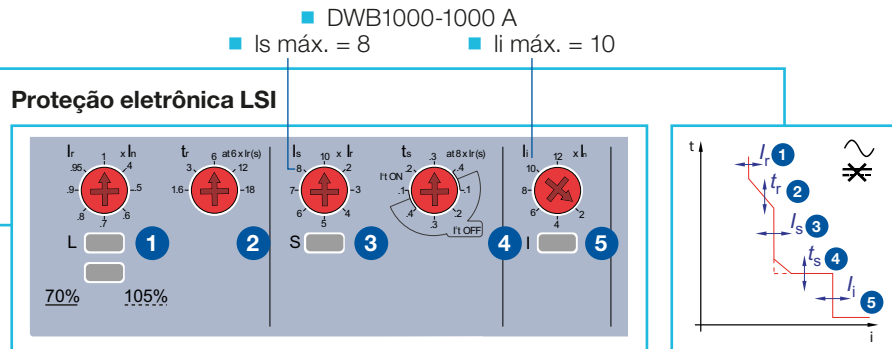 DWB1000-1000 A
Is máx. = 8
Ii máx. = 10
Proteção eletrônica LSI
Ir 1 x In
.95 .4
.9 .5
.8 .7 .6
tr 6 at 6 x Ir(s)
3 12
1.6 18
Is 10 x Ir
8 2
7 3
6 5 4
ts .3 at 8 x Ir(s)
.2 .4
I²t ON
.1 .1
.4 .3 .2
I²t OFF
Ii 12 x In
10
8
6 4 2
L 1 2 S 3 4 I 5
70% 105%
t
Ir 1
tr 2
Is 3
ts 4
Ii 5
i